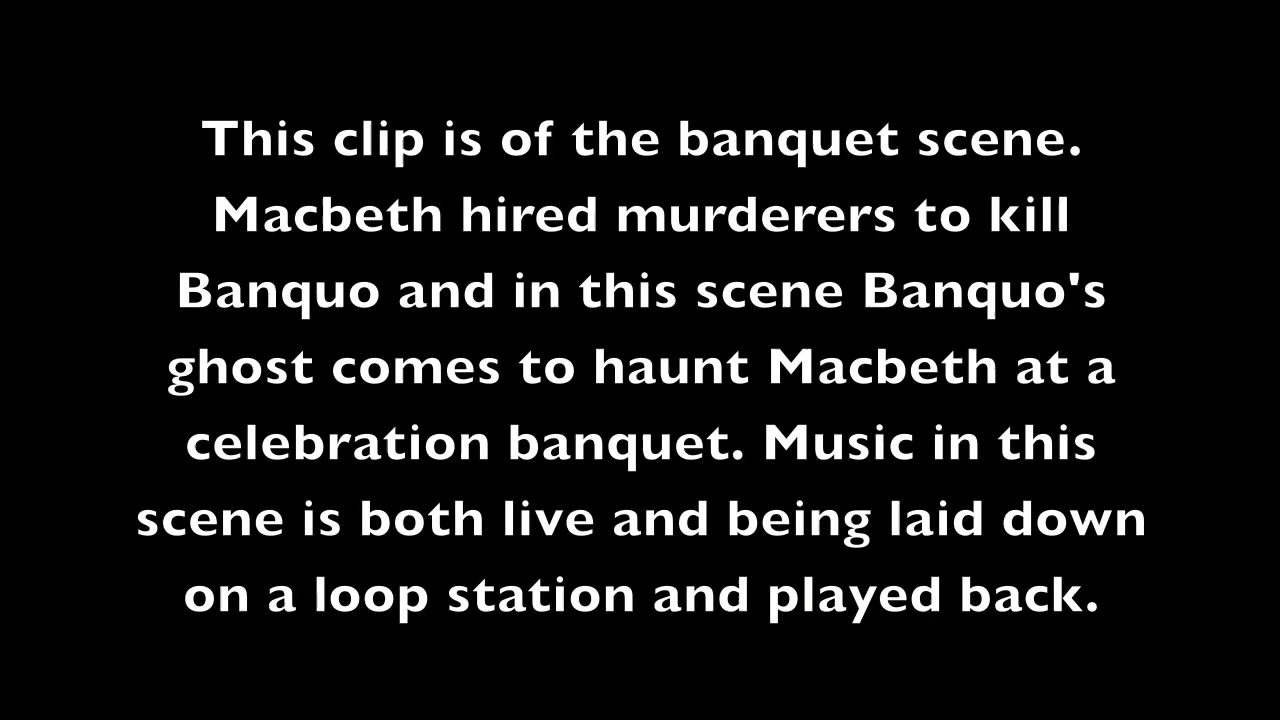 This clip is of the banquet scene.
Macbeth hired murderers to kill
Banquo and in this scene Banquo's
ghost comes to haunt Macbeth at a
celebration banquet. Music in this
scene is both live and being laid down
on a loop station and played back.